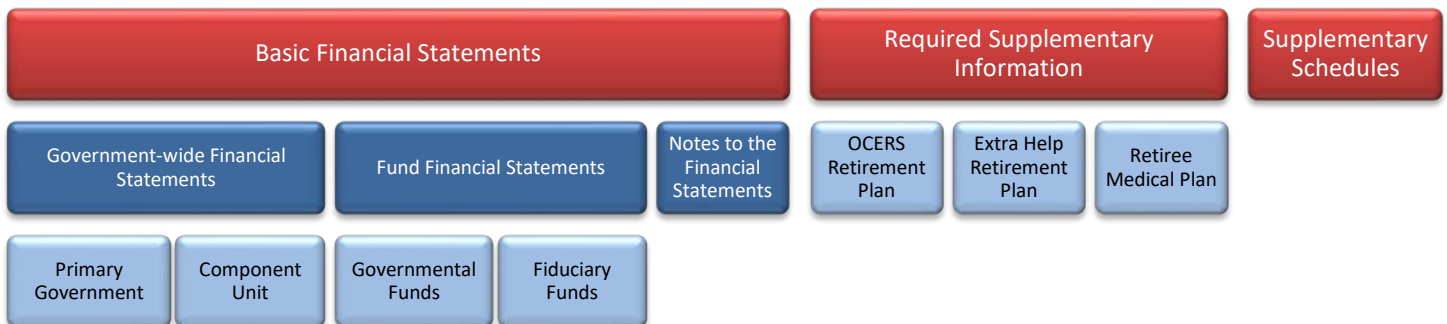 Basic Financial Statements
Required Supplementary
Information
Supplementary
Schedules
Government-wide Financial
Statements
Fund Financial Statements
Notes to the
Financial
Statements
OCERS
Retirement
Plan
Extra Help
Retirement
Plan
Retiree
Medical Plan
Primary
Government
Component
Unit
Governmental
Funds
Fiduciary
Funds